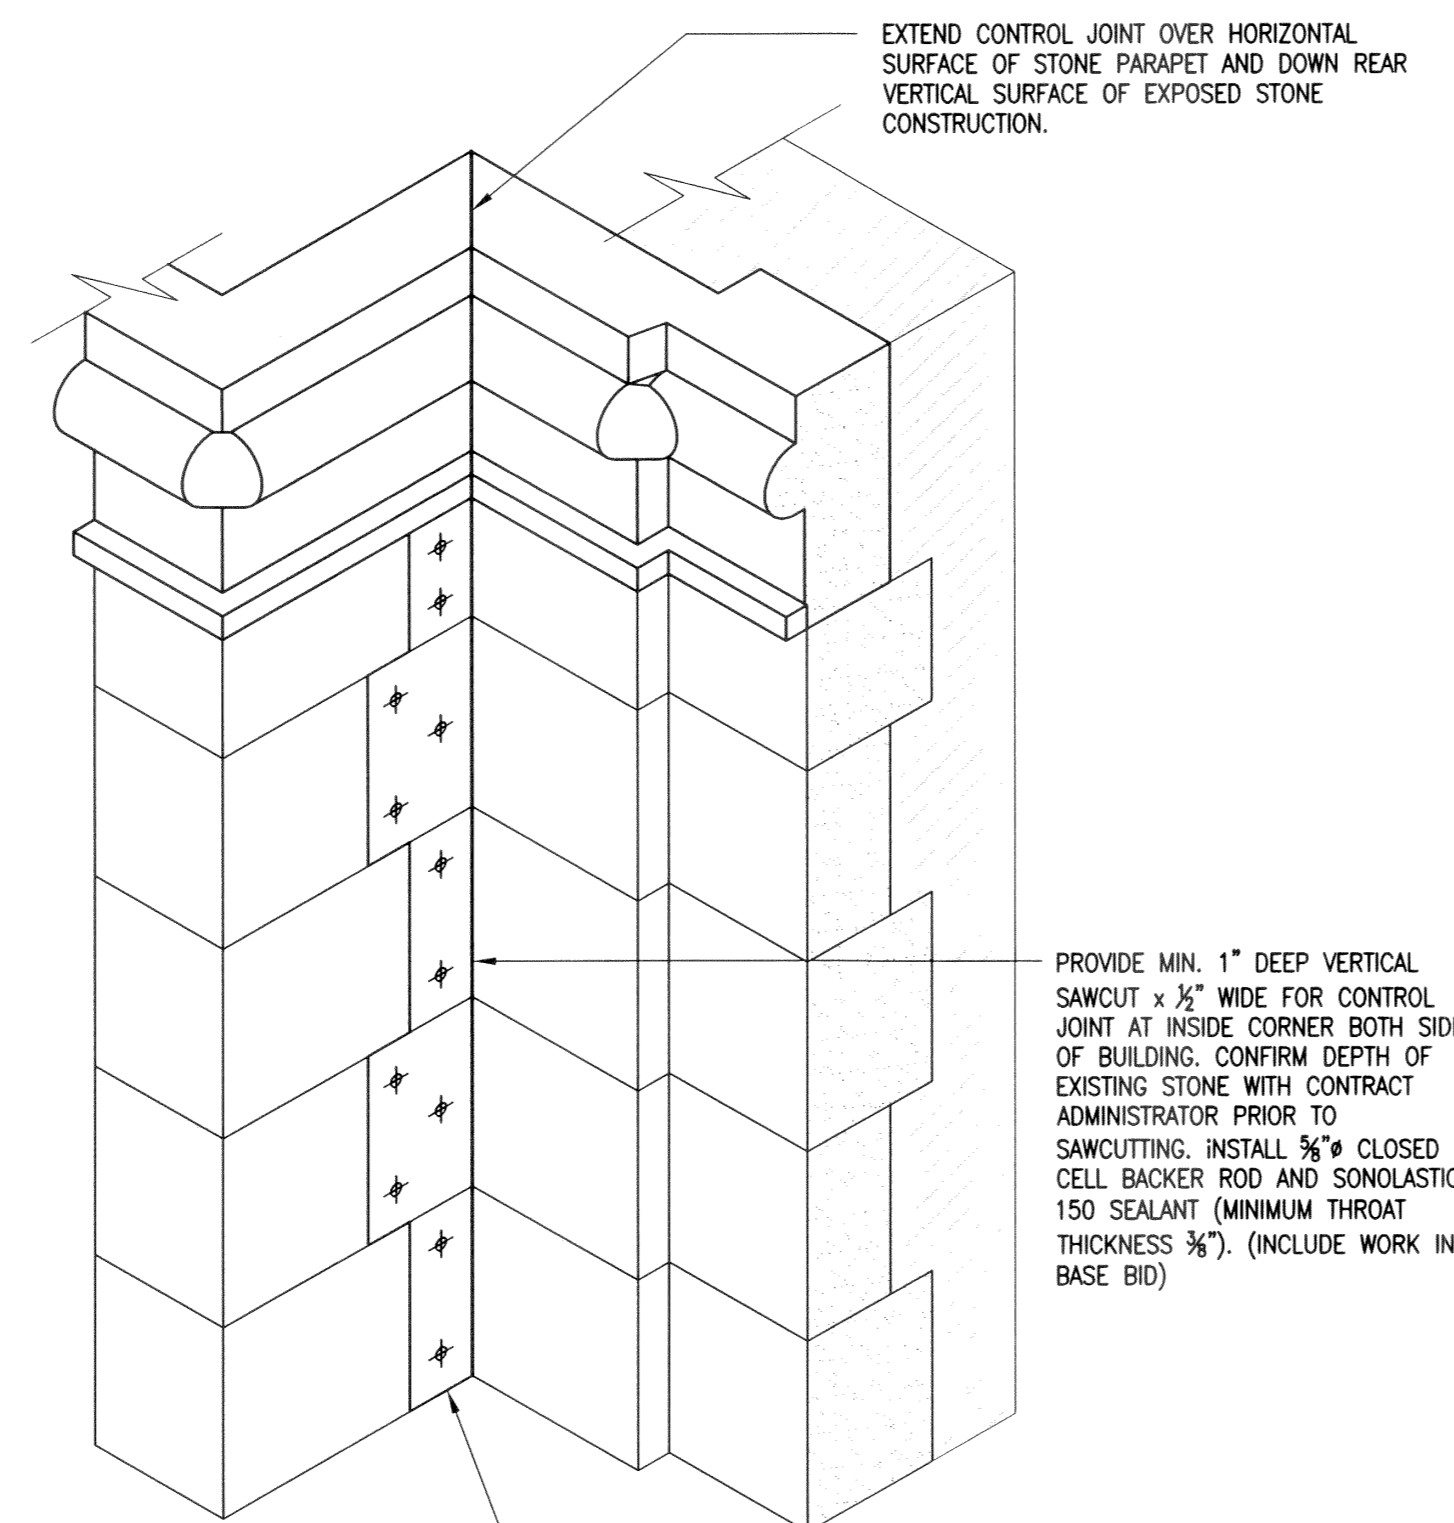 EXTEND CONTROL JOINT OVER HORIZONTAL
SURFACE OF STONE PARAPET AND DOWN REAR
VERTICAL SURFACE OF EXPOSED STONE
CONSTRUCTION.
PROVIDE MIN. 1" DEEP VERTICAL
SAWCUT x ½" WIDE FOR CONTROL
JOINT AT INSIDE CORNER BOTH SID
OF BUILDING. CONFIRM DEPTH OF
EXISTING STONE WITH CONTRACT
ADMINISTRATOR PRIOR TO
SAWCUTTING. iNSTALL ⅝"ø CLOSED
CELL BACKER ROD AND SONOLASTIC
150 SEALANT (MINIMUM THROAT
THICKNESS ⅜"). (INCLUDE WORK IN
BASE BID)